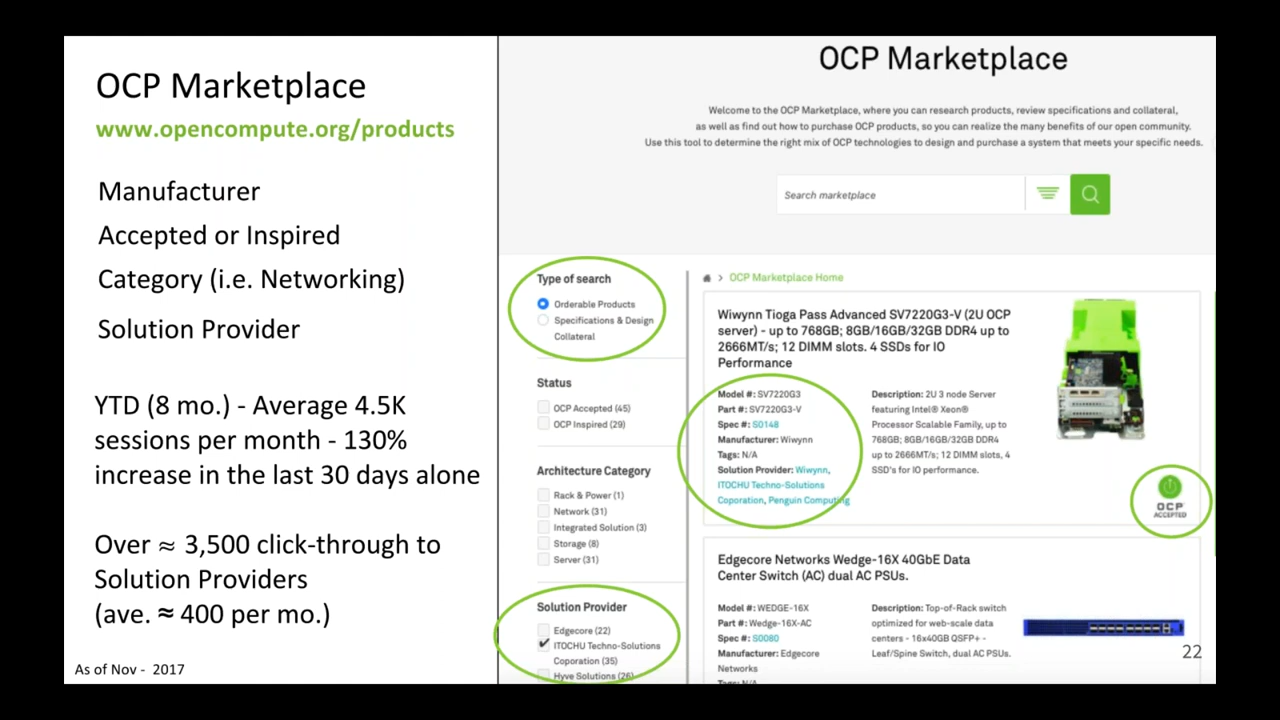 OCP Marketplace
www.opencompute.org/products
Manufacturer
Accepted or Inspired
Category (i.e. Networking)
Solution Provider
YTD (8 mo.) - Average 4.5K
sessions per month - 130%
increase in the last 30 days alone
Over ≈ 3,500 click-through to
Solution Providers
(ave. ≈ 400 per mo.)
As of Nov - 2017
OCP Marketplace
Welcome to the OCP Marketplace, where you can research products, review specifications and collateral,
as well as find out how to purchase OCP products, so you can realize the many benefits of our open community.
Use this tool to determine the right mix of OCP technologies to design and purchase a system that meets your specific needs.
Search marketplace
Type of search
Orderable Products
Specifications & Design
Collateral
Status
OCP Accepted (45)
OCP Inspired (29)
Architecture Category
Rack & Power (1)
Network (31)
Integrated Solution (3)
Storage (8)
Server (31)
Solution Provider
Edgecore (22)
ITOCHU Techno-Solutions
Coporation (35)
Hyve Solutions (26)
> OCP Marketplace Home
Wiwynn Tioga Pass Advanced SV7220G3-V (2U OCP
server) - up to 768GB; 8GB/16GB/32GB DDR4 up to
2666MT/s; 12 DIMM slots. 4 SSDs for IO
Performance
Model #: SV7220G3
Part #: SV7220G3-V
Spec #: S0148
Manufacturer: Wiwynn
Tags: N/A
Solution Provider: Wiwynn,
ITOCHU Techno-Solutions
Coporation, Penguin Computing
Description: 2U 3 node Server
featuring Intel® Xeon®
Processor Scalable Family, up to
768GB; 8GB/16GB/32GB DDR4
up to 2666MT/s; 12 DIMM slots, 4
SSD's for IO performance.
OCP
ACCEPTED
Edgecore Networks Wedge-16X 40GbE Data
Center Switch (AC) dual AC PSUs.
Model #: WEDGE-16X
Part #: Wedge-16X-AC
Spec #: S0080
Manufacturer: Edgecore
Networks
Tags: N/A
Description: Top-of-Rack switch
optimized for web-scale data
centers - 16x40GB QSFP+ -
Leaf/Spine Switch, dual AC PSUs.
22